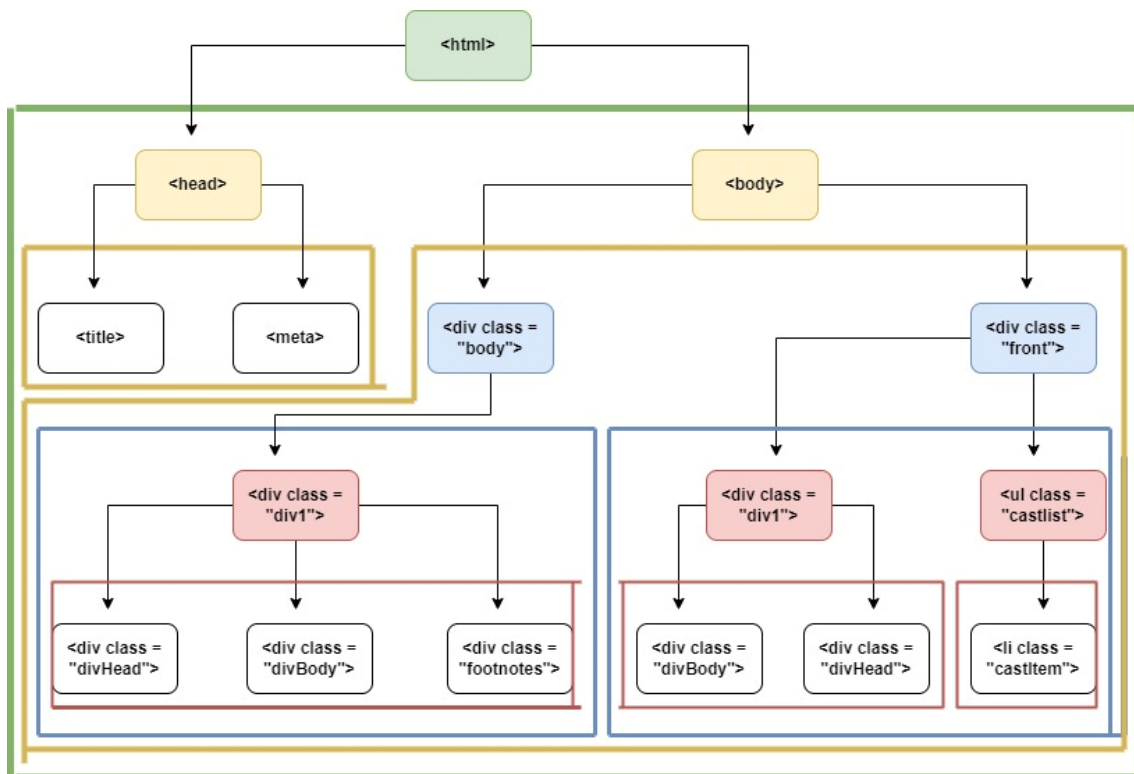 <html>
<head>
<body>
<title>
<meta>
<div class =
"body">
<div class =
"front">
<div class =
"div1">
<div class =
"div1">
<ul class =
"castlist">
<div class =
"divHead">
<div class =
"divBody">
<div class =
"footnotes">
<div class =
"divBody">
<div class =
"divHead">
<li class =
"castItem">